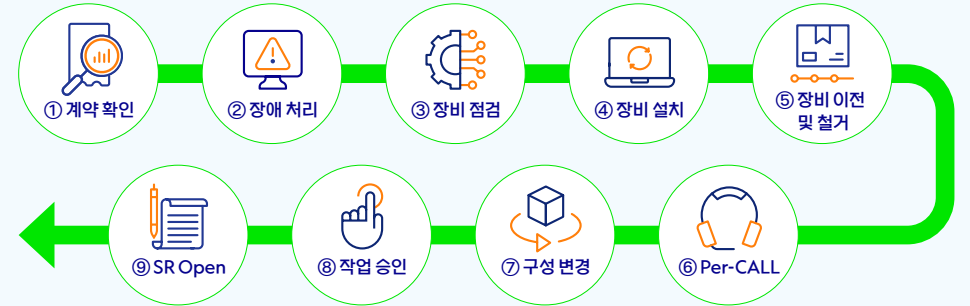 ① 계약 확인
② 장애 처리
③ 장비 점검
④ 장비 설치
⑤ 장비 이전
및 철거
⑥ Per-CALL
⑦ 구성 변경
⑧ 작업 승인
⑨ SR Open